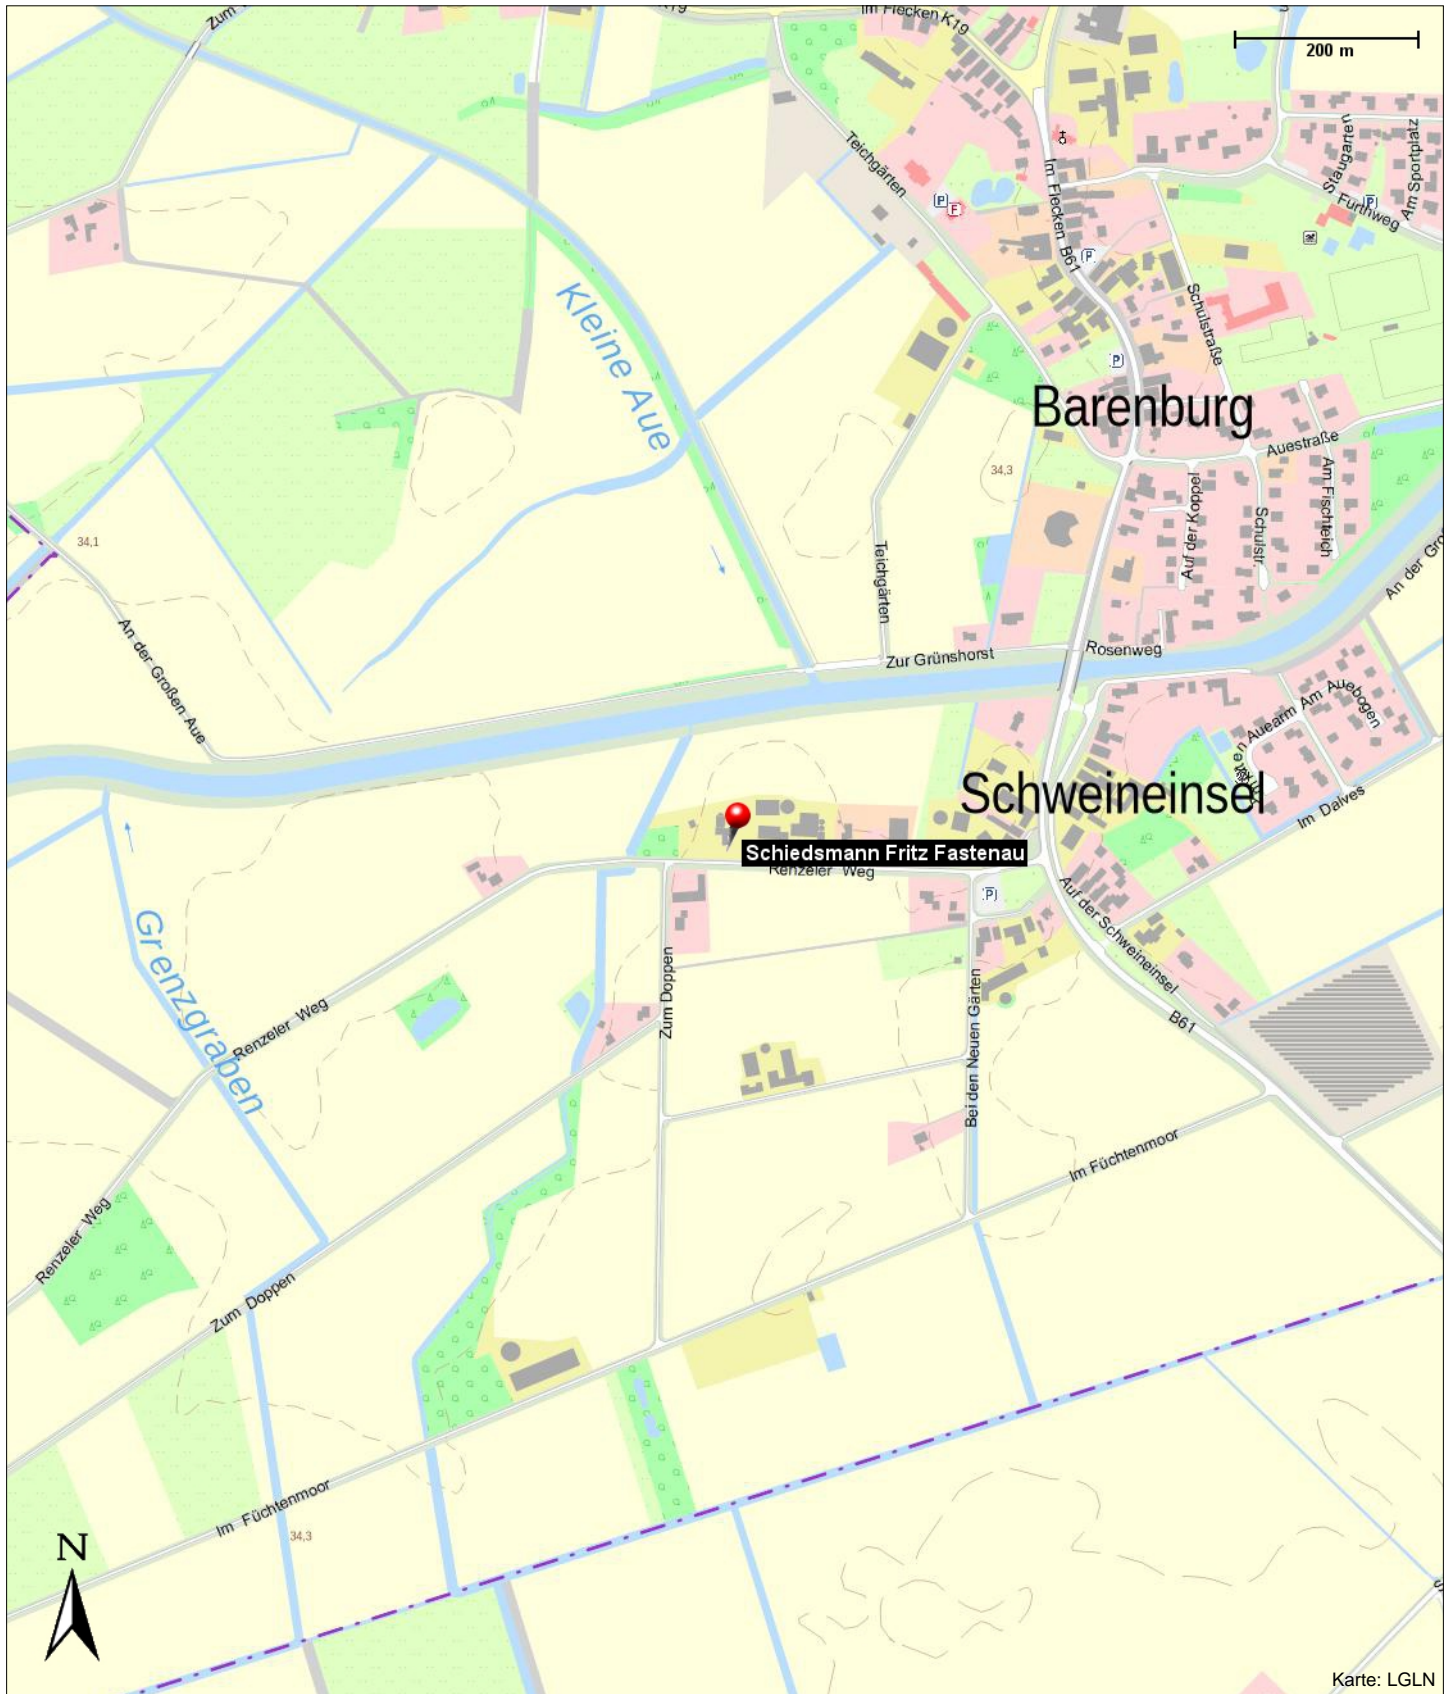 Zum
K19
Im Flecken K19
200 m
Teichgärten
Im Flecken B61
Staugarten
Am Sportplatz
Furthweg
P
F
P
P
P
Schulstraße
Kleine Aue
Barenburg
Auestraße
34,3
Auf der Koppel
Schulstr.
Am Fischteich
34,1
Teichgärten
An der Gro
An der Großen Aue
Zur Grünshorst
Rosenweg
Am Auebogen
Auearm
Schweineinsel
Im Dalves
Schiedsmann Fritz Fastenau
Renzeler Weg
P
Auf der Schweineinsel
Grenzgraben
Zum Doppen
Bei den Neuen Gärten
B61
Renzeler Weg
Im Füchtenmoor
Renzeler Weg
Zum Doppen
Im Füchtenmoor
34,3
N
Karte: LGLN